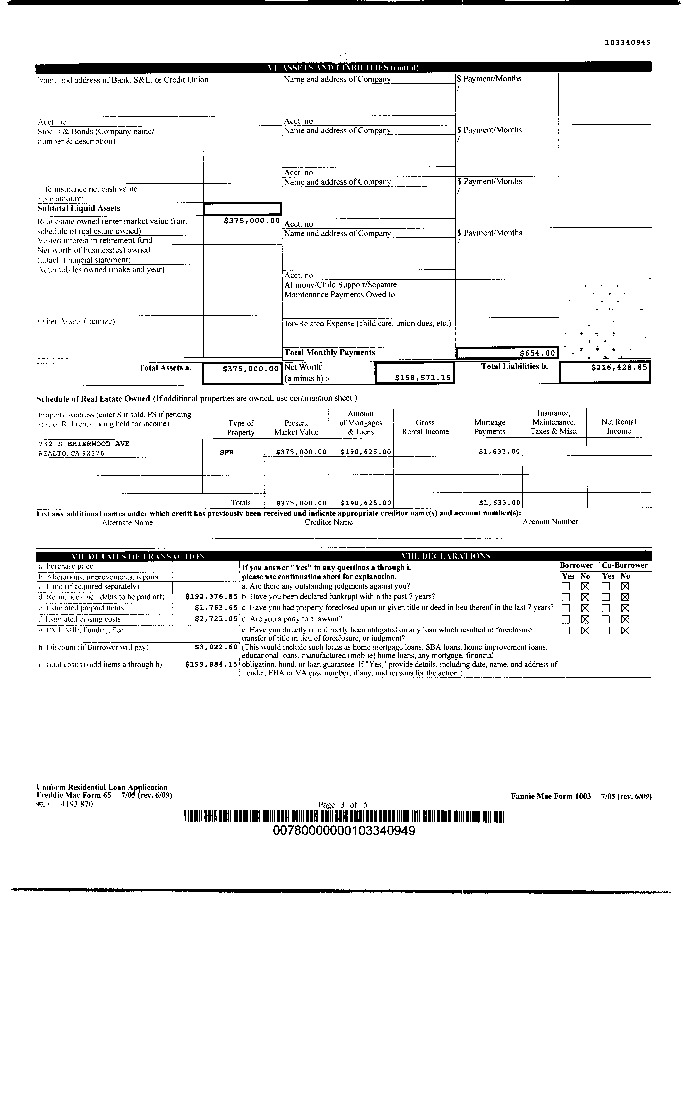 103340949
VI. ASSETS AND LIABILITIES (cont'd)
Name and address of Bank, S&L, or Credit Union
Name and address of Company
$ Payment/Months
/
Acct. no.
Acct. no.
Stocks & Bonds (Company name/
number & description)
Name and address of Company
$ Payment/Months
/
Acct. no.
Life insurance net cash value
Name and address of Company
$ Payment/Months
/
Subtotal Liquid Assets
Real estate owned (enter market value from
schedule of real estate owned)
$375,000.00
Acct. no.
Vested interest in retirement fund
Name and address of Company
$ Payment/Months
/
Net worth of business(es) owned
(attach financial statement)
Automobiles owned (make and year)
Acct. no.
Alimony/Child Support/Separate
Maintenance Payments Owed to
Other Assets (itemize)
Job-Related Expense (child care, union dues, etc.)
Total Monthly Payments
$654.00
Total Assets a.
$375,000.00
Net Worth
(a minus b) >
$158,571.15
Total Liabilities b.
$216,428.85
Schedule of Real Estate Owned (If additional properties are owned, use continuation sheet.)
Property Address (enter S if sold, PS if pending
sale or R if rental being held for income)
Type of
Property
Present
Market Value
Amount
of Mortgages
& Liens
Gross
Rental Income
Mortgage
Payments
Insurance,
Maintenance,
Taxes & Misc.
Net Rental
Income
BRIERWOOD AVE
RIALTO, CA 92376
SFR
$375,000.00
$190,625.00
$1,633.00
Totals
$375,000.00
$190,625.00
$1,633.00
List any additional names under which credit has previously been received and indicate appropriate creditor name(s) and account number(s):
Alternate Name
Creditor Name
Account Number
VII. DETAILS OF TRANSACTION
VIII. DECLARATIONS
a. Purchase price
b. Alterations, improvements, repairs
c. Land (if acquired separately)
d. Refinance (incl. debts to be paid off)
$192,376.85
e. Estimated prepaid items
$1,763.65
f. Estimated closing costs
$2,721.05
g. PMI, MIP, Funding Fee
h. Discount (if Borrower will pay)
$3,022.60
i. Total costs (add items a through h)
$199,884.15
If you answer "Yes" to any questions a through i,
please use continuation sheet for explanation.
Borrower
Co-Borrower
Yes No
Yes No
a. Are there any outstanding judgments against you?
b. Have you been declared bankrupt within the past 7 years?
c. Have you had property foreclosed upon or given title or deed in lieu thereof in the last 7 years?
d. Are you a party to a lawsuit?
e. Have you directly or indirectly been obligated on any loan which resulted in foreclosure,
transfer of title in lieu of foreclosure, or judgment?
(This would include such loans as home mortgage loans, SBA loans, home improvement loans,
educational loans, manufactured (mobile) home loans, any mortgage, financial
obligation, bond, or loan guarantee. If "Yes," provide details, including date, name, and address of
Lender, FHA or VA case number, if any, and reasons for the action.)
Uniform Residential Loan Application
Freddie Mac Form 65 7/05 (rev. 6/09)
Page 3 of 5
Fannie Mae Form 1003 7/05 (rev. 6/09)
00780000000103340949